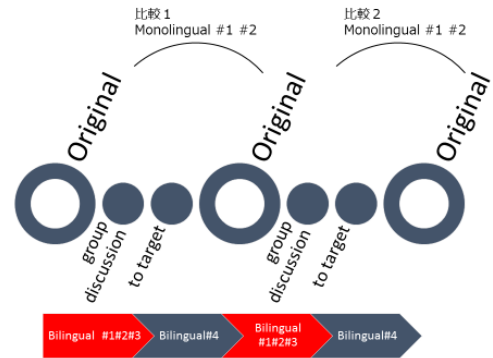 比較１
Monolingual #1 #2
比較２
Monolingual #1 #2
Original
Original
Original
group
discussion
to target
group
discussion
to target
Bilingual #1#2#3
Bilingual#4
Bilingual
#1#2#3
Bilingual#4